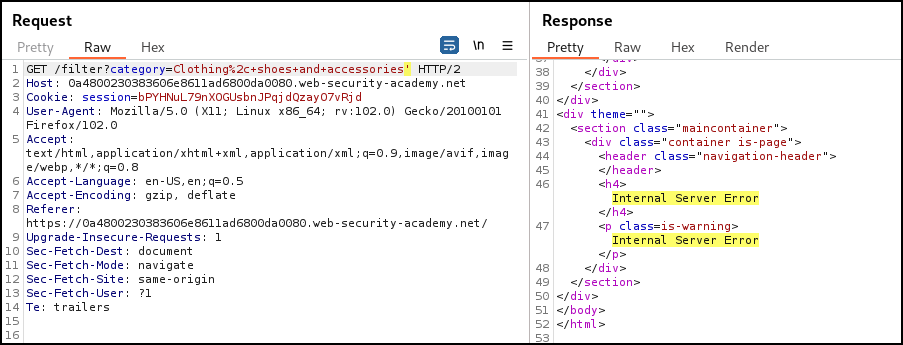 Request
Pretty Raw Hex
\n
1 GET /filter?category=Clothing%2c+shoes+and+accessories' HTTP/2
2 Host: 0a4800230383606e8611ad6800da0080.web-security-academy.net
3 Cookie: session=bPYHNuL79nXOGUsbnJPqjdQzayO7vRjd
4 User-Agent: Mozilla/5.0 (X11; Linux x86_64; rv:102.0) Gecko/20100101
Firefox/102.0
5 Accept:
text/html,application/xhtml+xml,application/xml;q=0.9,image/avif,imag
e/webp,*/*;q=0.8
6 Accept-Language: en-US,en;q=0.5
7 Accept-Encoding: gzip, deflate
8 Referer:
https://0a4800230383606e8611ad6800da0080.web-security-academy.net/
9 Upgrade-Insecure-Requests: 1
10 Sec-Fetch-Dest: document
11 Sec-Fetch-Mode: navigate
12 Sec-Fetch-Site: same-origin
13 Sec-Fetch-User: ?1
14 Te: trailers
15
16
Response
Pretty Raw Hex Render
37 </div>
38 </div>
39 </section>
40 </div>
41 <div theme="">
42 <section class="maincontainer">
43 <div class="container is-page">
44 <header class="navigation-header">
45 </header>
46 <h4>
Internal Server Error
</h4>
47 <p class=is-warning>
Internal Server Error
</p>
48 </div>
49 </section>
50 </div>
51 </body>
52 </html>
53